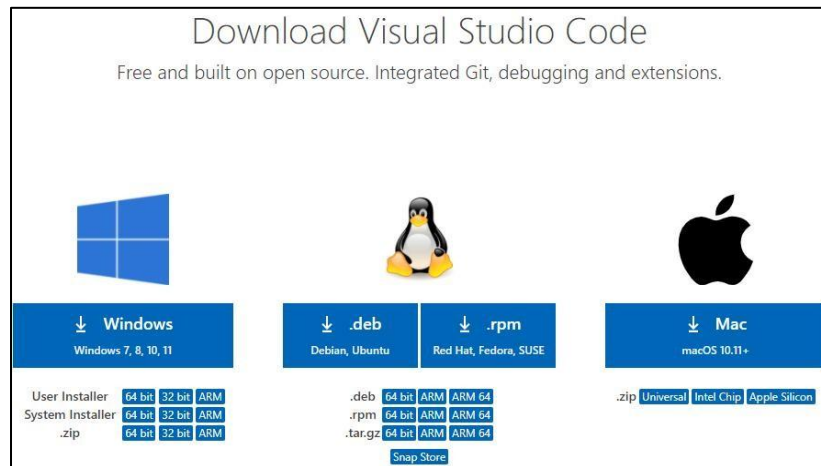 Download Visual Studio Code
Free and built on open source. Integrated Git, debugging and extensions.
Windows
Windows 7, 8, 10, 11
User Installer 64 bit 32 bit ARM
System Installer 64 bit 32 bit ARM
.zip 64 bit 32 bit ARM
.deb
Debian, Ubuntu
.rpm
Red Hat, Fedora, SUSE
.deb 64 bit ARM ARM 64
.rpm 64 bit ARM ARM 64
.tar.gz 64 bit ARM ARM 64
Snap Store
Mac
macOS 10.11+
.zip Universal Intel Chip Apple Silicon